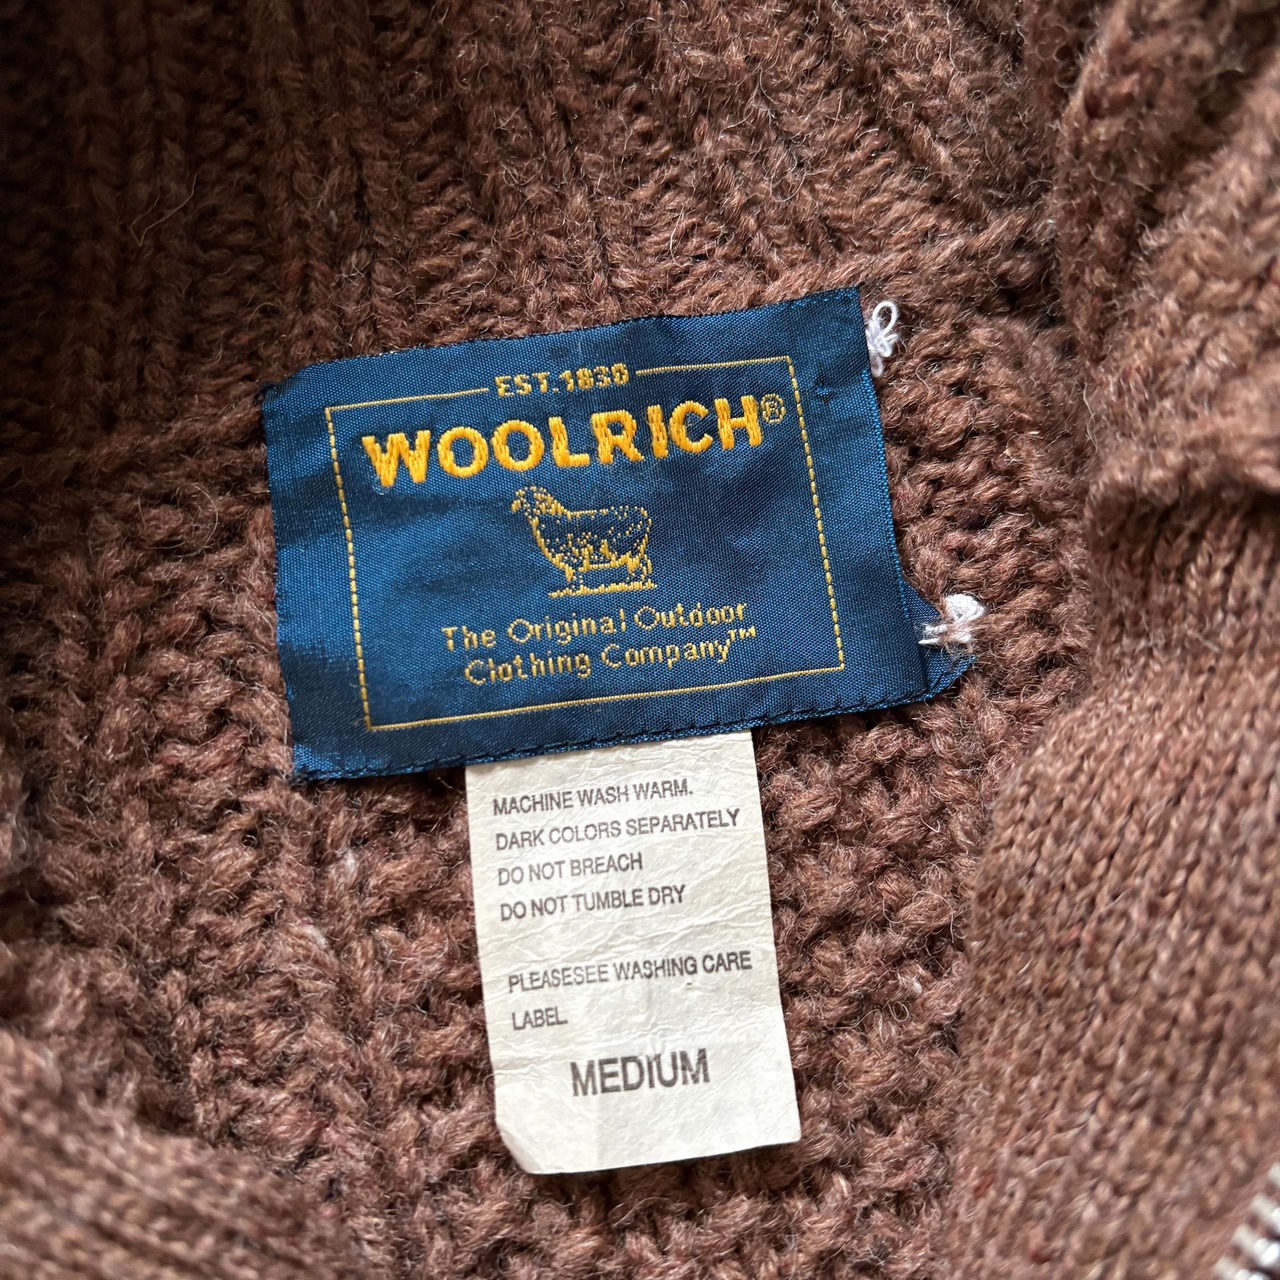 EST.1830
WOOLRICH®
The Original Outdoor
Clothing Company™
MACHINE WASH WARM.
DARK COLORS SEPARATELY
DO NOT BREACH
DO NOT TUMBLE DRY
PLEASESEE WASHING CARE
LABEL.
MEDIUM